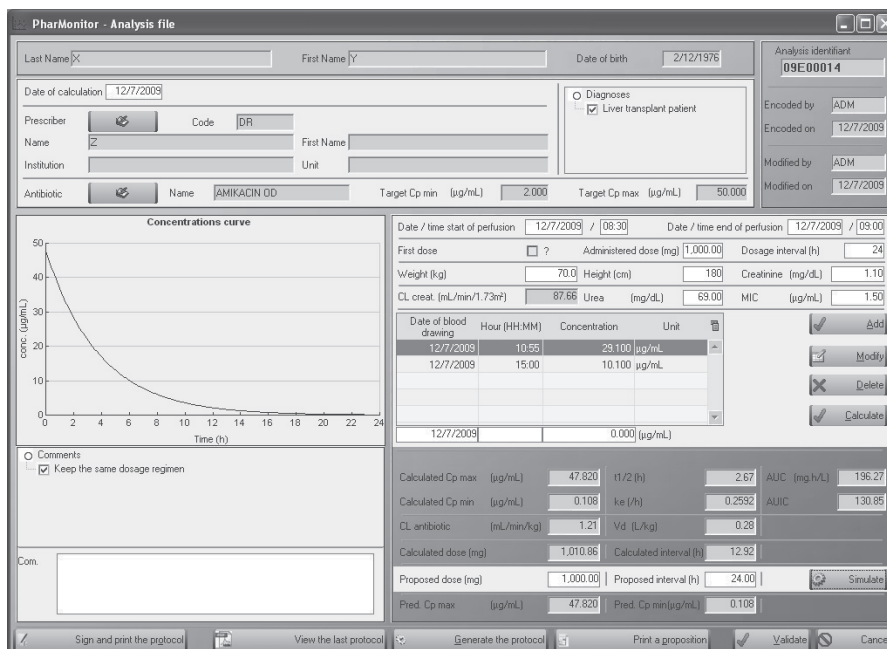 PharMonitor - Analysis file
Last Name X First Name Y Date of birth 2/12/1976
Analysis identifiant
09E00014
Date of calculation 12/7/2009
Diagnoses
Liver transplant patient
Prescriber Code DR
Name Z First Name
Institution Unit
Encoded by ADM
Encoded on 12/7/2009
Modified by ADM
Modified on 12/7/2009
Antibiotic Name AMIKACIN OD Target Cp min (µg/mL) 2.000 Target Cp max (µg/mL) 50.000
Concentrations curve
50
40
30
20
10
0
conc. (µg/mL)
0 2 4 6 8 10 12 14 16 18 20 22 24
Time (h)
Date / time start of perfusion 12/7/2009 / 08:30 Date / time end of perfusion 12/7/2009 / 09:00
First dose ? Administered dose (mg) 1,000.00 Dosage interval (h) 24
Weight (kg) 70.0 Height (cm) 180 Creatinine (mg/dL) 1.10
CL creat. (mL/min/1.73m²) 87.66 Urea (mg/dL) 69.00 MIC (µg/mL) 1.50
Date of blood drawing Hour (HH:MM) Concentration Unit
12/7/2009 10:55 29.100 µg/mL
12/7/2009 15:00 10.100 µg/mL
12/7/2009 0.000 (µg/mL)
Add
Modify
Delete
Calculate
Comments
Keep the same dosage regimen
Com.
Calculated Cp max (µg/mL) 47.820 t1/2 (h) 2.67 AUC (mg.h/L) 196.27
Calculated Cp min (µg/mL) 0.108 ke (/h) 0.2592 AUIC 130.85
CL antibiotic (mL/min/kg) 1.21 Vd (L/kg) 0.28
Calculated dose (mg) 1,010.86 Calculated interval (h) 12.92
Proposed dose (mg) 1,000.00 Proposed interval (h) 24.00 Simulate
Pred. Cp max (µg/mL) 47.820 Pred. Cp min(µg/mL) 0.108
Sign and print the protocol View the last protocol Generate the protocol Print a proposition Validate Cance